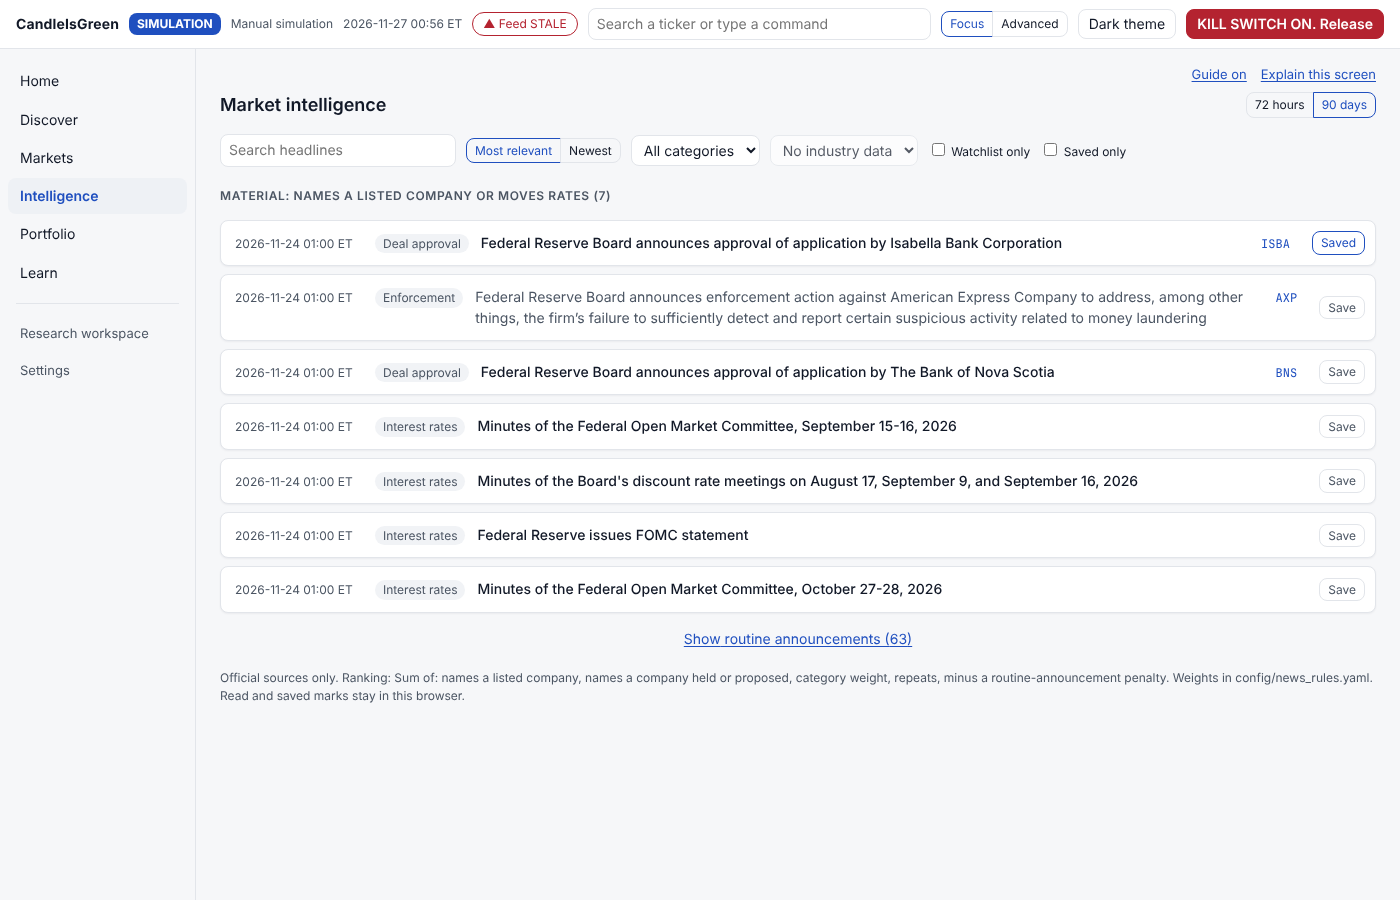 CandleIsGreen SIMULATION Manual simulation 2026-11-27 00:56 ET ▲ Feed STALE Search a ticker or type a command Focus Advanced Dark theme KILL SWITCH ON. Release
Home
Discover
Markets
Intelligence
Portfolio
Learn
Research workspace
Settings
Guide on Explain this screen
Market intelligence 72 hours 90 days
Search headlines Most relevant Newest All categories No industry data Watchlist only Saved only
MATERIAL: NAMES A LISTED COMPANY OR MOVES RATES (7)
2026-11-24 01:00 ET Deal approval Federal Reserve Board announces approval of application by Isabella Bank Corporation ISBA Saved
2026-11-24 01:00 ET Enforcement Federal Reserve Board announces enforcement action against American Express Company to address, among other AXP Save
things, the firm’s failure to sufficiently detect and report certain suspicious activity related to money laundering
2026-11-24 01:00 ET Deal approval Federal Reserve Board announces approval of application by The Bank of Nova Scotia BNS Save
2026-11-24 01:00 ET Interest rates Minutes of the Federal Open Market Committee, September 15-16, 2026 Save
2026-11-24 01:00 ET Interest rates Minutes of the Board's discount rate meetings on August 17, September 9, and September 16, 2026 Save
2026-11-24 01:00 ET Interest rates Federal Reserve issues FOMC statement Save
2026-11-24 01:00 ET Interest rates Minutes of the Federal Open Market Committee, October 27-28, 2026 Save
Show routine announcements (63)
Official sources only. Ranking: Sum of: names a listed company, names a company held or proposed, category weight, repeats, minus a routine-announcement penalty. Weights in config/news_rules.yaml.
Read and saved marks stay in this browser.